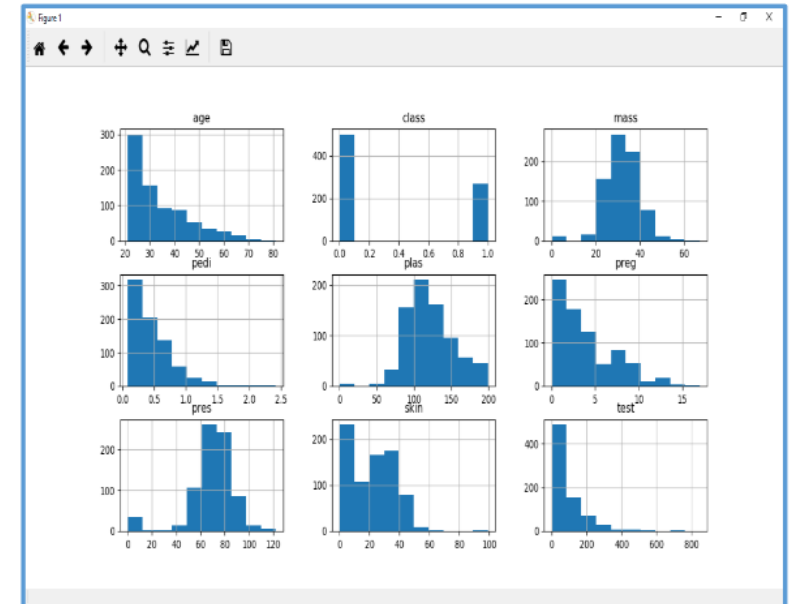 Figure 1
age class mass
300
200
100
0
20 30 40 50 60 70 80
400
200
0
0.0 0.2 0.4 0.6 0.8 1.0
200
100
0
0 20 40 60
pedi plas preg
300
200
100
0
0.0 0.5 1.0 1.5 2.0 2.5
200
100
0
0 50 100 150 200
200
100
0
0 5 10 15
pres skin test
200
100
0
0 20 40 60 80 100 120
200
100
0
0 20 40 60 80 100
400
200
0
0 200 400 600 800